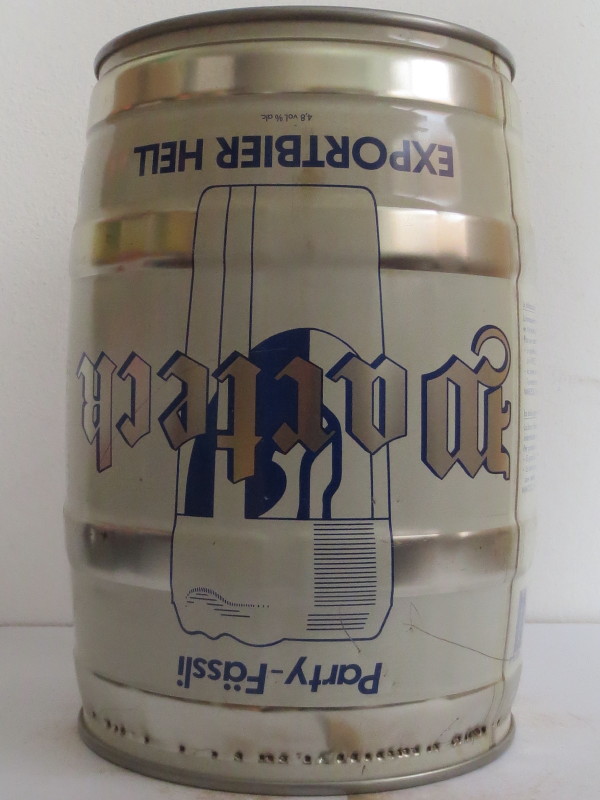 Party-Fässli
Warteck
EXPORTBIER HELL
4,8 vol.% alc